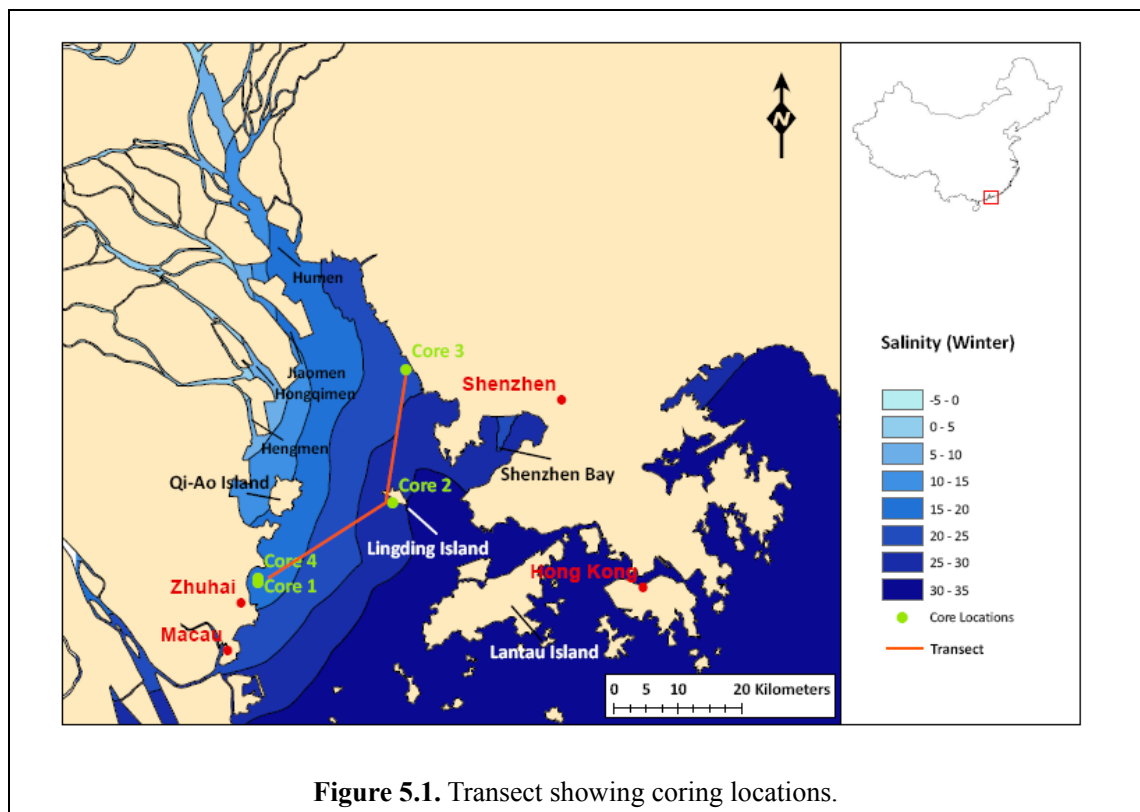 N
Humen
Core 3
Shenzhen
Jiaomen
Hongqimen
Hengmen
Shenzhen Bay
Qi-Ao Island
Core 2
Lingding Island
Core 4
Core 1
Hong Kong
Zhuhai
Macau
Lantau Island
0 5 10 20 Kilometers
Salinity (Winter)
-5 - 0
0 - 5
5 - 10
10 - 15
15 - 20
20 - 25
25 - 30
30 - 35
Core Locations
Transect
Figure 5.1. Transect showing coring locations.